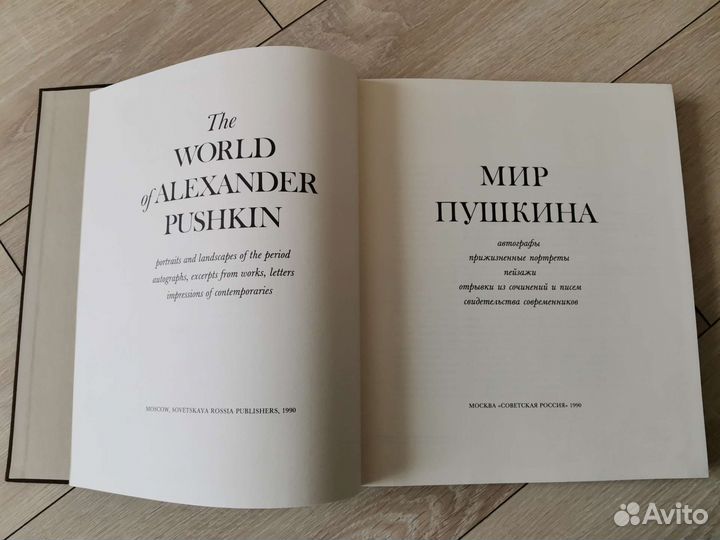 The
WORLD
of ALEXANDER
PUSHKIN
portraits and landscapes of the period
autographs, excerpts from works, letters
impressions of contemporaries
MOSCOW, SOVETSKAYA ROSSIA PUBLISHERS, 1990
МИР
ПУШКИНА
автографы
прижизненные портреты
пейзажи
отрывки из сочинений и писем
свидетельства современников
МОСКВА «СОВЕТСКАЯ РОССИЯ» 1990
Avito